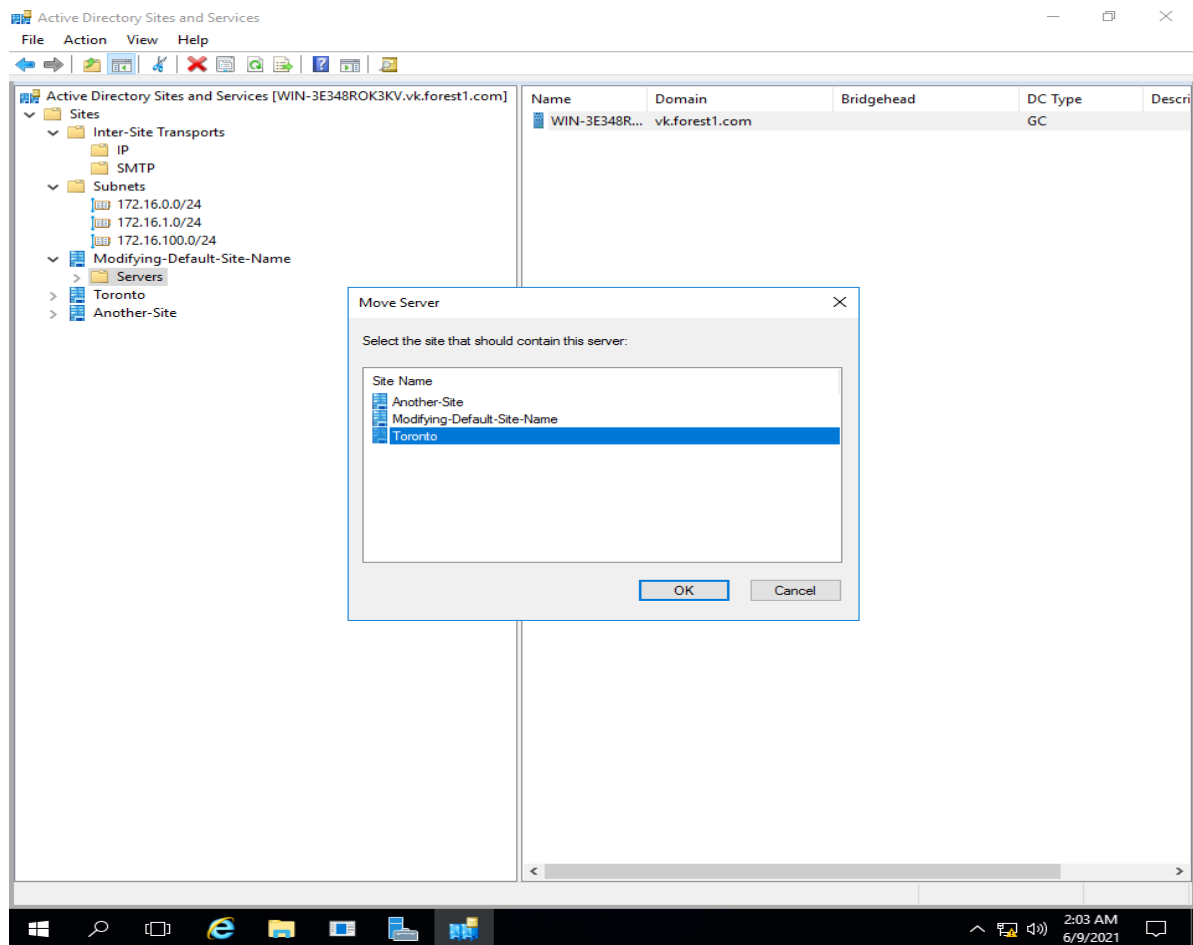 Active Directory Sites and Services
File Action View Help
Active Directory Sites and Services [WIN-3E348ROK3KV.vk.forest1.com]
Sites
Inter-Site Transports
IP
SMTP
Subnets
172.16.0.0/24
172.16.1.0/24
172.16.100.0/24
Modifying-Default-Site-Name
Servers
Toronto
Another-Site
Name Domain Bridgehead DC Type Descri
WIN-3E348R... vk.forest1.com GC
Move Server
Select the site that should contain this server:
Site Name
Another-Site
Modifying-Default-Site-Name
Toronto
OK Cancel
2:03 AM
6/9/2021